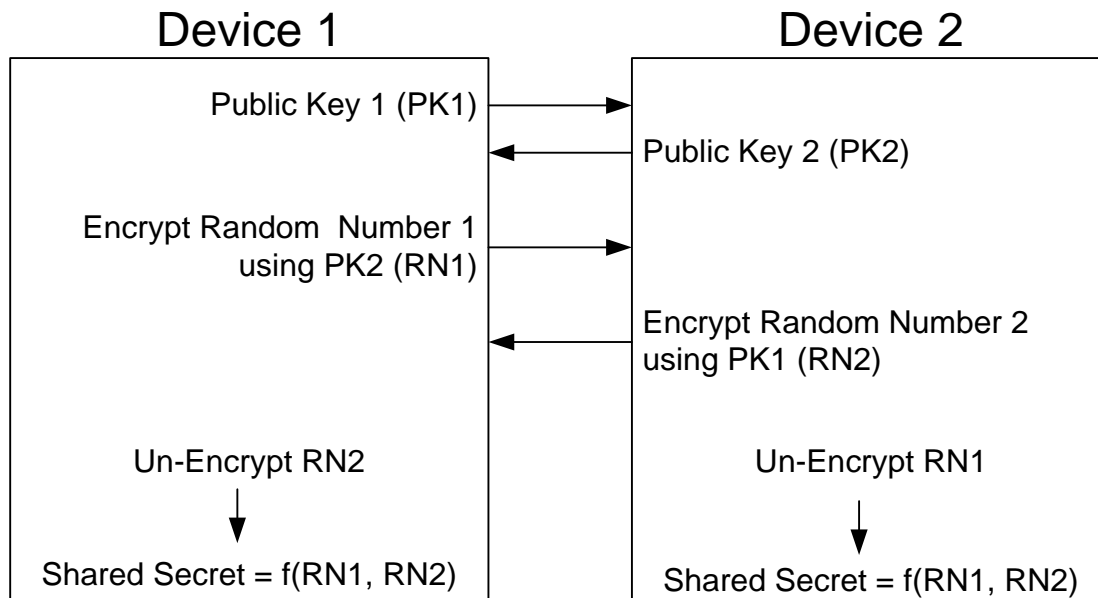 Device 1
Device 2
Public Key 1 (PK1)
Public Key 2 (PK2)
Encrypt Random Number 1
using PK2 (RN1)
Encrypt Random Number 2
using PK1 (RN2)
Un-Encrypt RN2
Un-Encrypt RN1
Shared Secret = f(RN1, RN2)
Shared Secret = f(RN1, RN2)